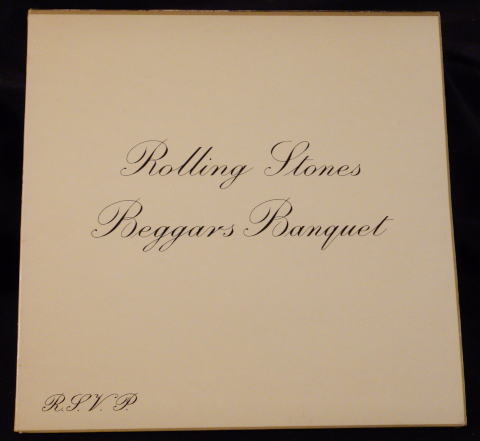 Rolling Stones
Beggars Banquet
R.S.V.P.